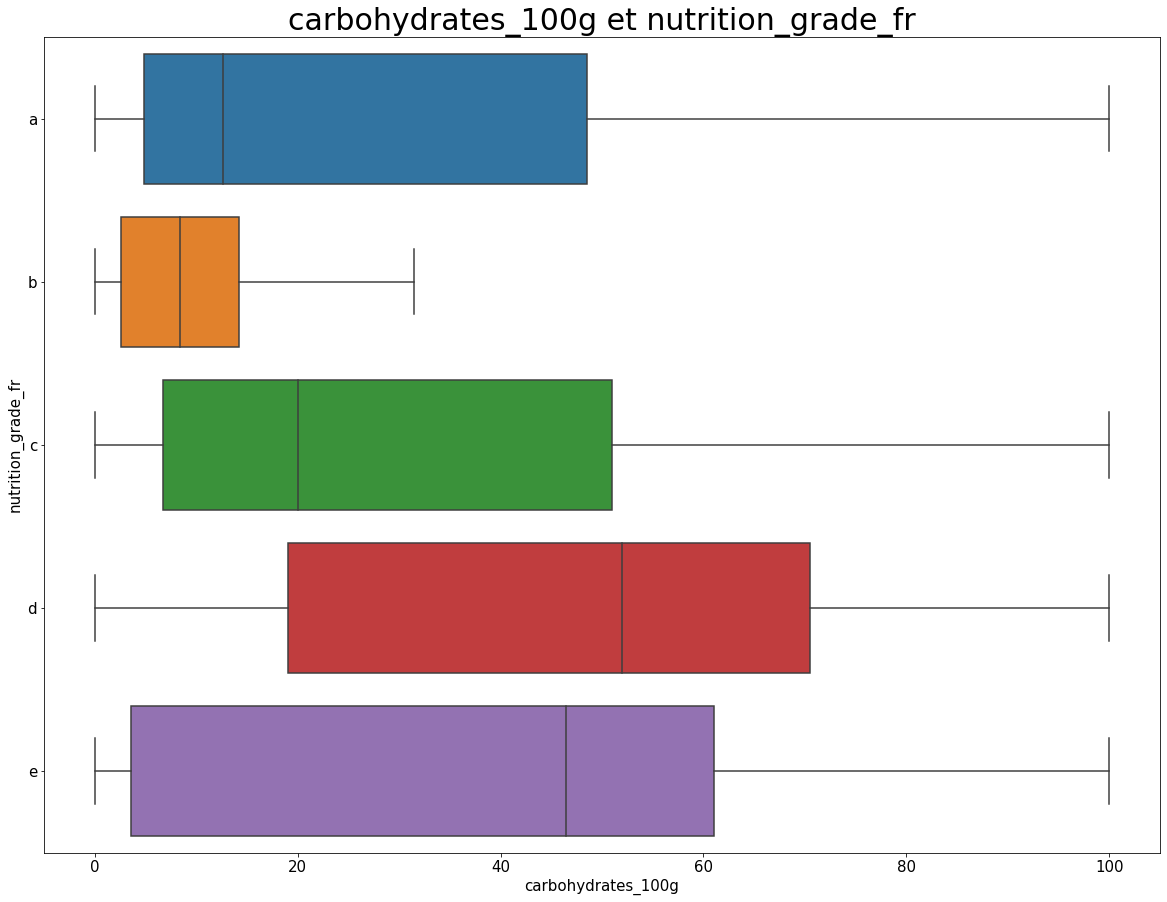 carbohydrates_100g et nutrition_grade_fr
nutrition_grade_fr
a
b
c
d
e
0 20 40 60 80 100
carbohydrates_100g